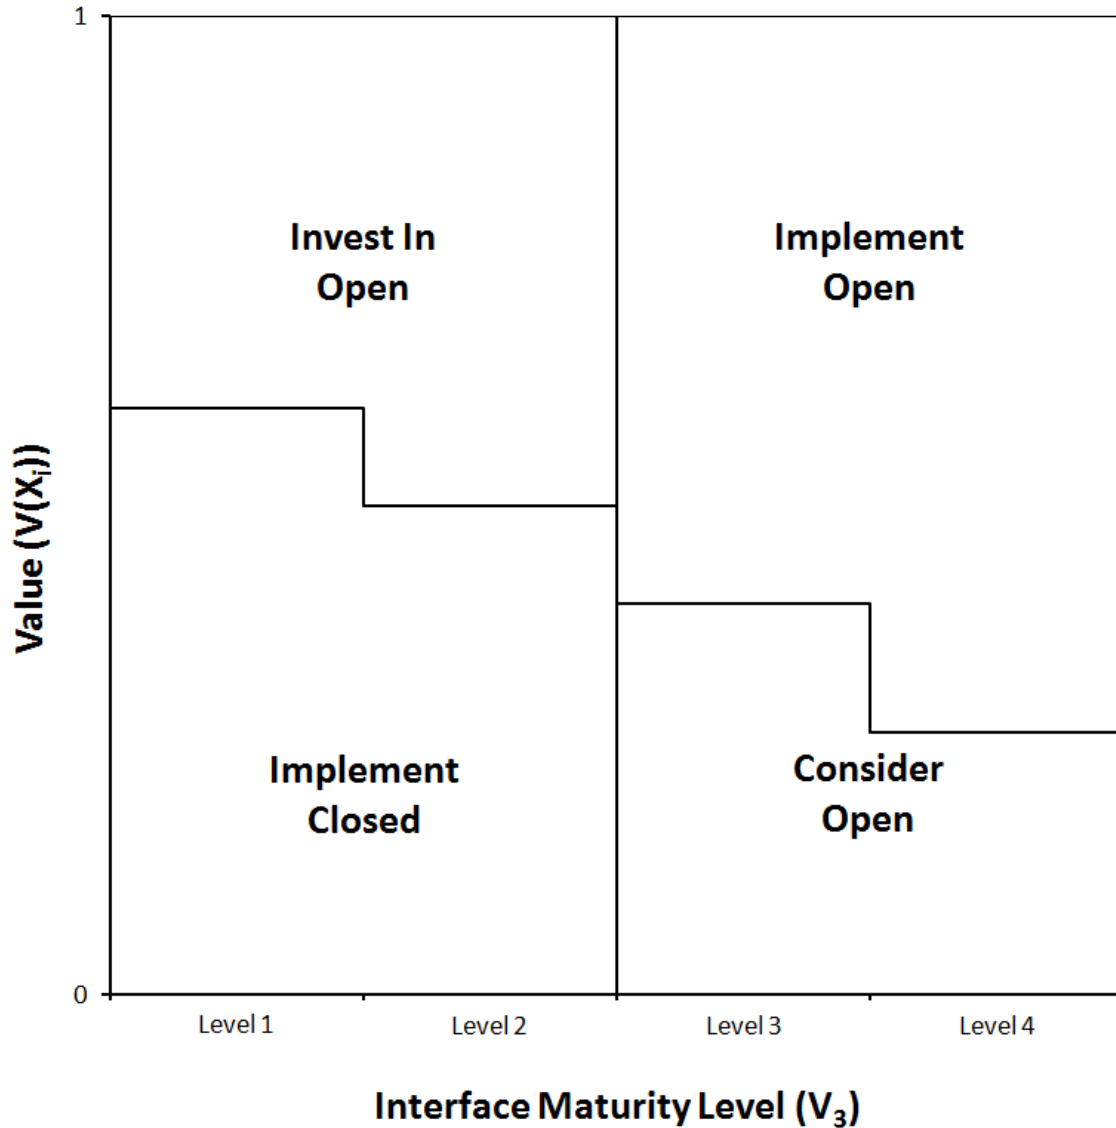 1
Invest In
Open
Implement
Open
Value (V(Xi))
Implement
Closed
Consider
Open
0
Level 1
Level 2
Level 3
Level 4
Interface Maturity Level (V3)